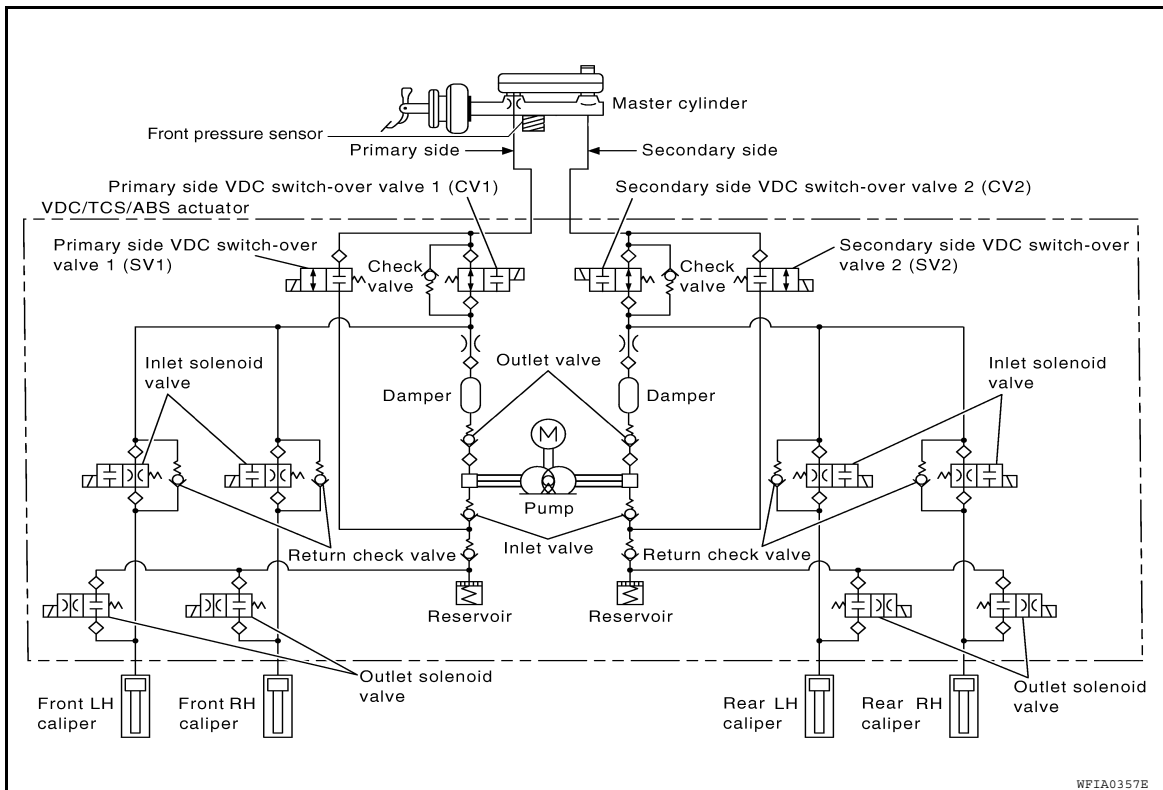 Master cylinder
Front pressure sensor
Primary side
Secondary side
Primary side VDC switch-over valve 1 (CV1)
Secondary side VDC switch-over valve 2 (CV2)
VDC/TCS/ABS actuator
Primary side VDC switch-over
valve 1 (SV1)
Check
valve
Check
valve
Secondary side VDC switch-over
valve 2 (SV2)
Inlet solenoid
valve
Outlet valve
Inlet solenoid
valve
Damper
Damper
M
Pump
Return check valve
Inlet valve
Return check valve
Reservoir
Reservoir
Outlet solenoid
valve
Outlet solenoid
valve
Front LH
caliper
Front RH
caliper
Rear LH
caliper
Rear RH
caliper
WFIA0357E